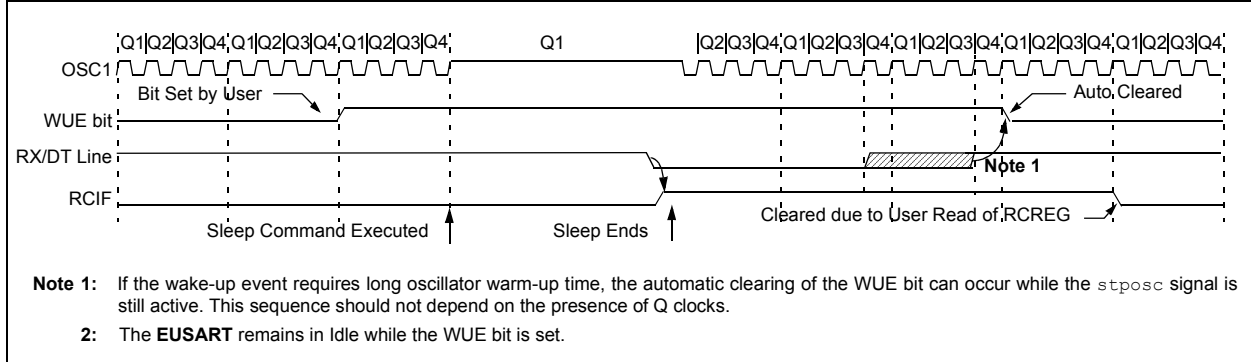 Q1 Q2 Q3 Q4 Q1 Q2 Q3 Q4 Q1 Q2 Q3 Q4 Q1 Q2 Q3 Q4 Q1 Q2 Q3 Q4 Q1 Q2 Q3 Q4 Q1 Q2 Q3 Q4 Q1 Q2 Q3 Q4
OSC1
Bit Set by User
Auto Cleared
WUE bit
RX/DT Line
Note 1
RCIF
Cleared due to User Read of RCREG
Sleep Command Executed
Sleep Ends
Note 1: If the wake-up event requires long oscillator warm-up time, the automatic clearing of the WUE bit can occur while the stposc signal is
still active. This sequence should not depend on the presence of Q clocks.
2: The EUSART remains in Idle while the WUE bit is set.